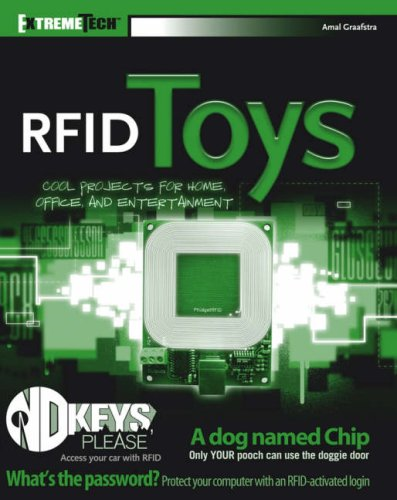 EXTREMETECH™
Amal Graafstra
RFID Toys
COOL PROJECTS FOR HOME,
OFFICE, AND ENTERTAINMENT
PhidgetRFID
NO KEYS,
PLEASE
Access your car with RFID
A dog named Chip
Only YOUR pooch can use the doggie door
What's the password? Protect your computer with an RFID-activated login